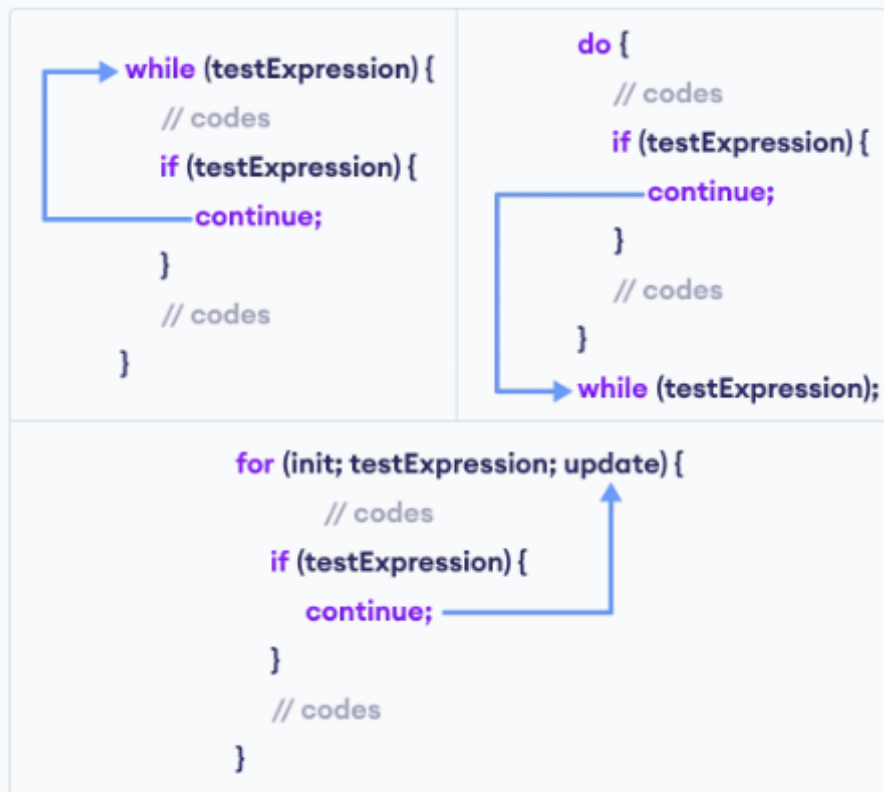 while (testExpression) {
// codes
if (testExpression) {
continue;
}
// codes
}
do {
// codes
if (testExpression) {
continue;
}
// codes
}
while (testExpression);
for (init; testExpression; update) {
// codes
if (testExpression) {
continue;
}
// codes
}